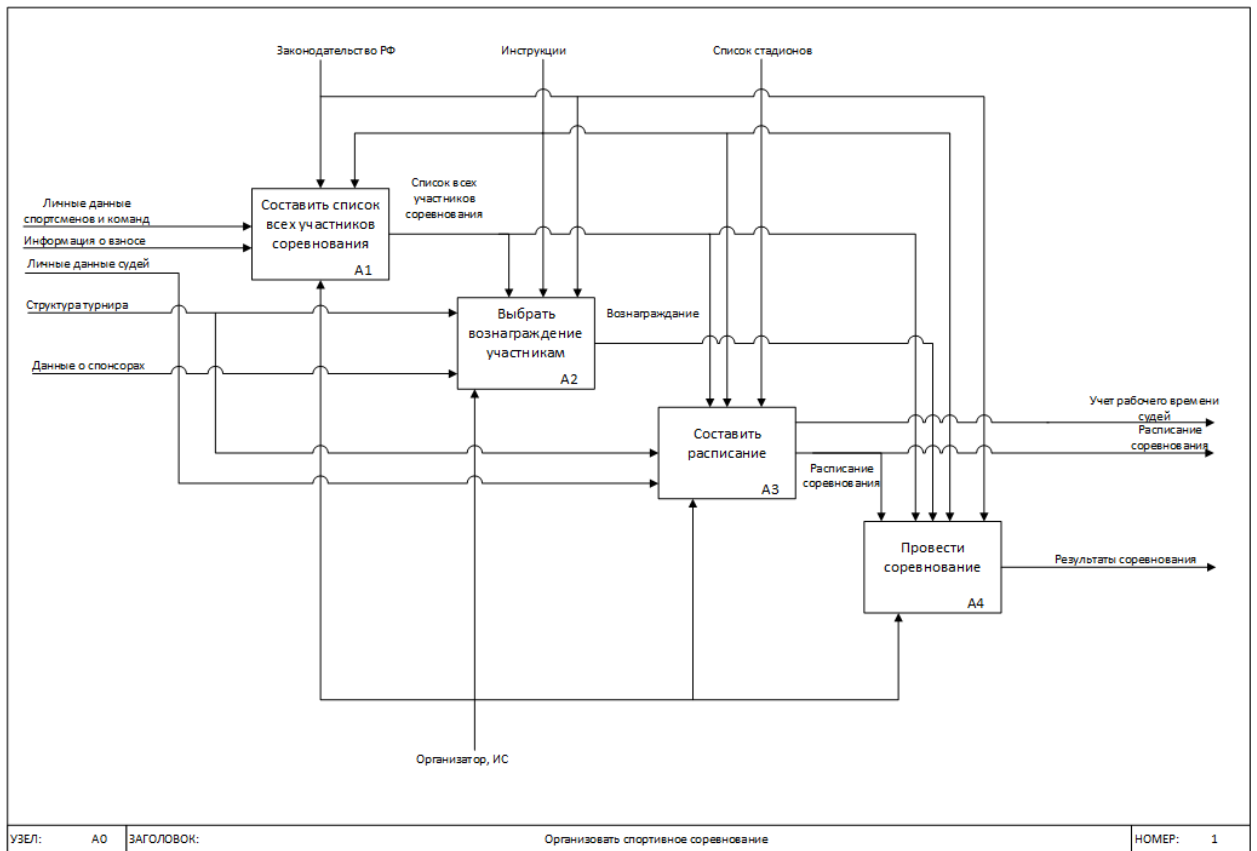 Законодательство РФ
Инструкции
Список стадионов
Личные данные
спортсменов и команд
Информация о взносе
Личные данные судей
Структура турнира
Данные о спонсорах
Составить список
всех участников
соревнования
А1
Список всех
участников
соревнования
Выбрать
вознаграждение
участникам
А2
Вознаграждение
Составить
расписание
А3
Расписание
соревнования
Учет рабочего времени
судей
Расписание
соревнования
Провести
соревнование
А4
Результаты соревнования
Организатор, ИС
УЗЕЛ: А0 ЗАГОЛОВОК: Организовать спортивное соревнование НОМЕР: 1